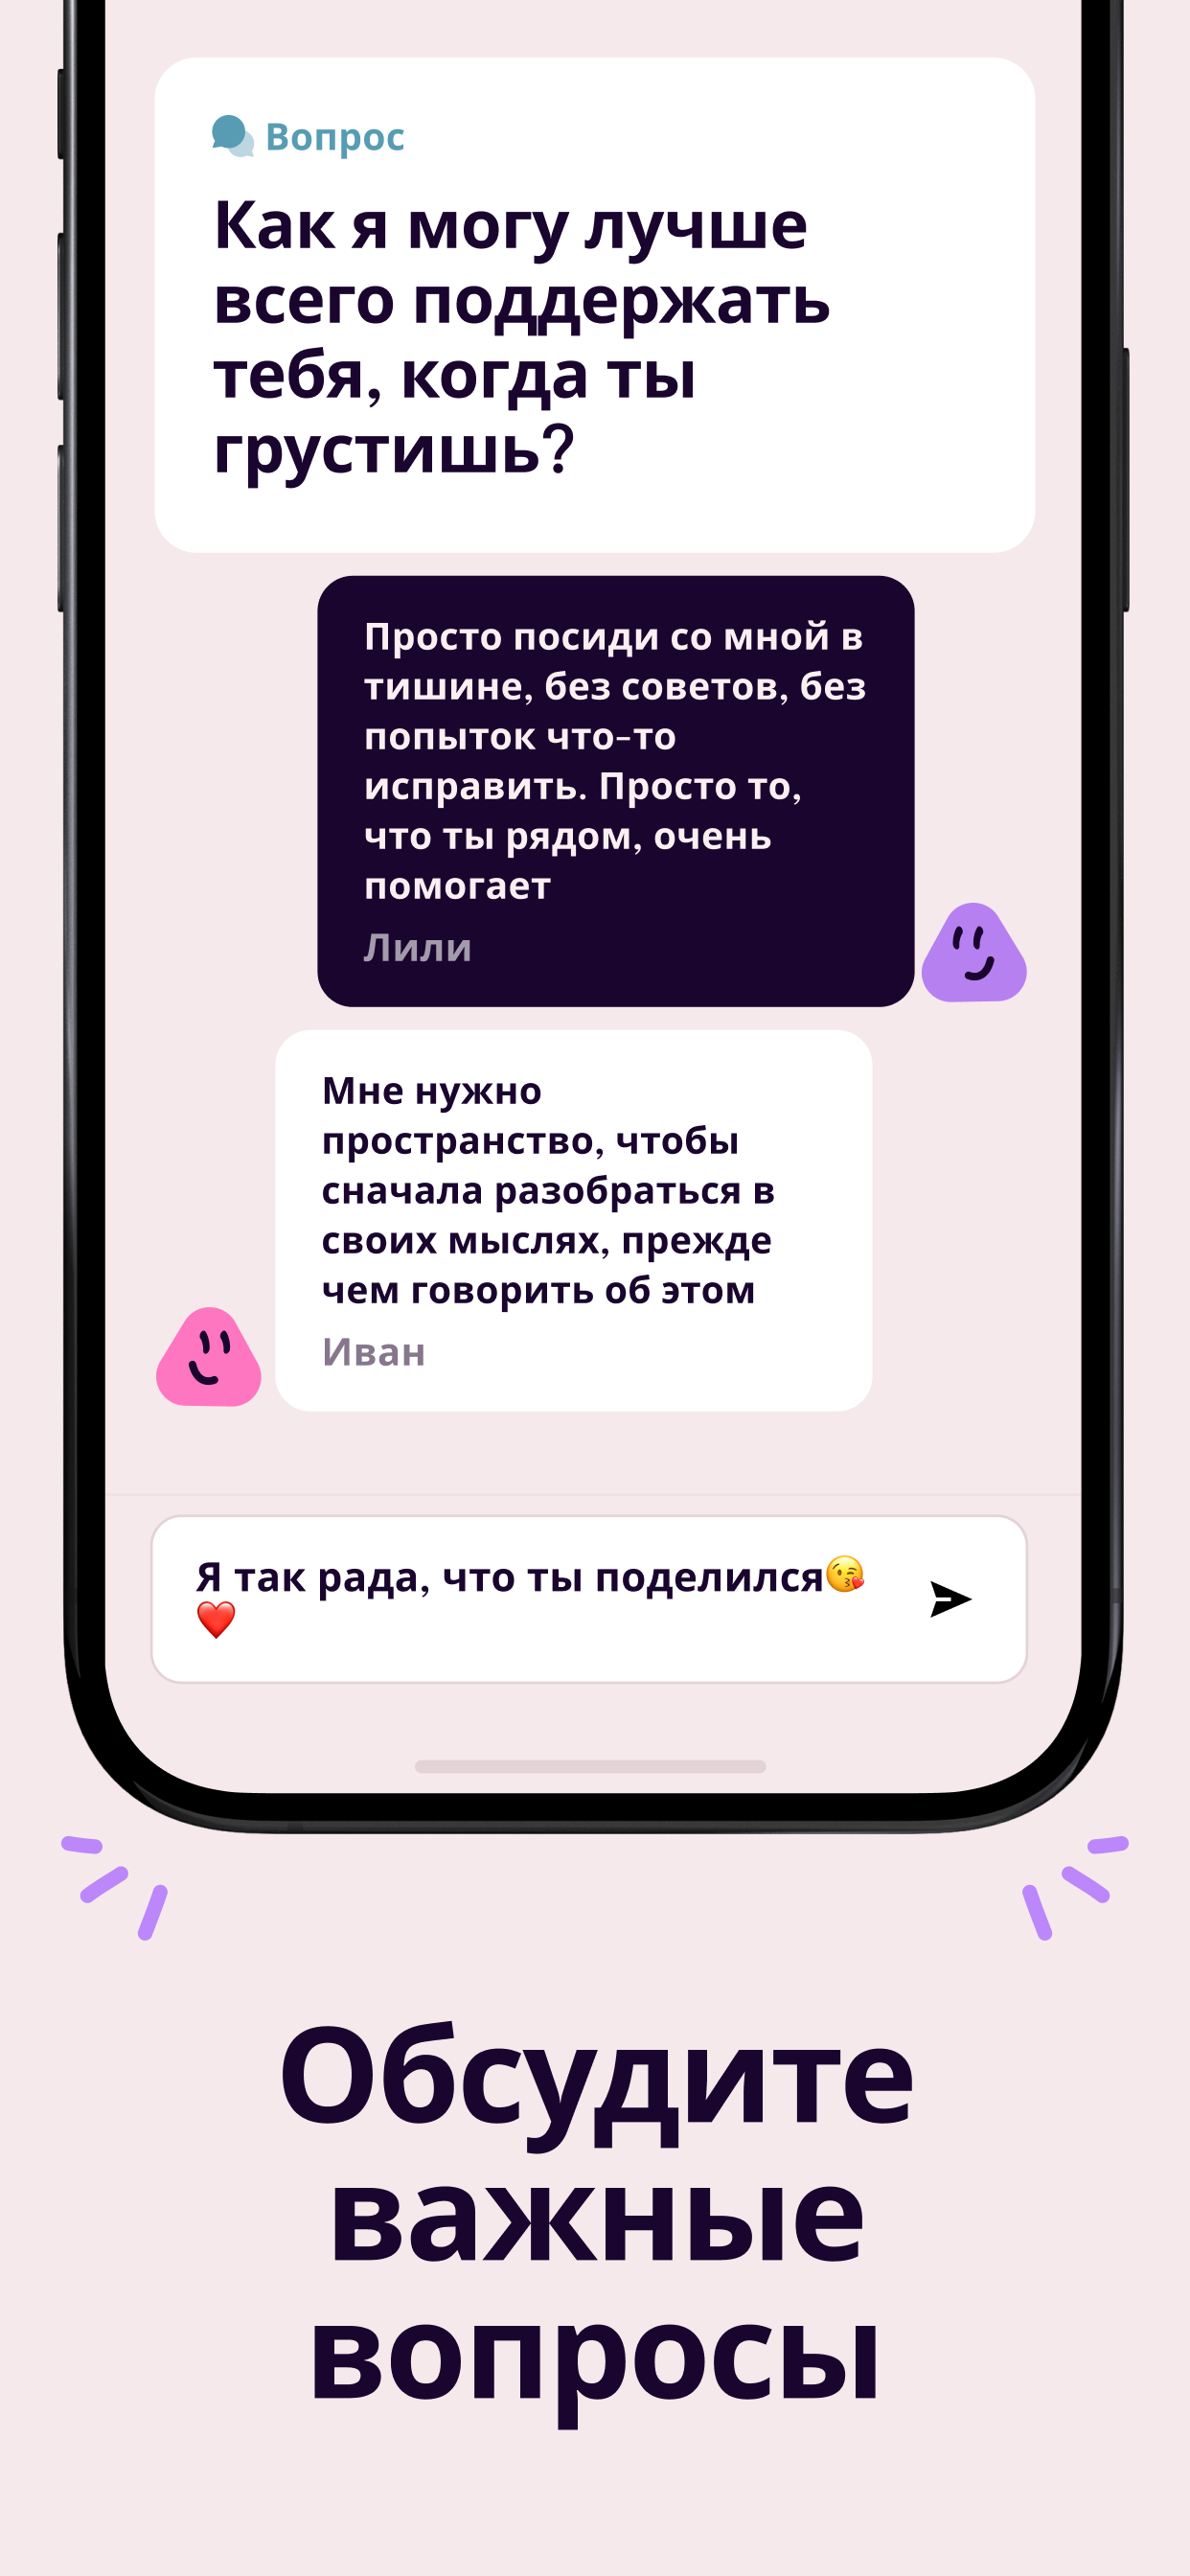 Вопрос
Как я могу лучше
всего поддержать
тебя, когда ты
грустишь?
Просто посиди со мной в
тишине, без советов, без
попыток что-то
исправить. Просто то,
что ты рядом, очень
помогает
Лили
Мне нужно
пространство, чтобы
сначала разобраться в
своих мыслях, прежде
чем говорить об этом
Иван
Я так рада, что ты поделился😘
❤️
Обсудите
важные
вопросы